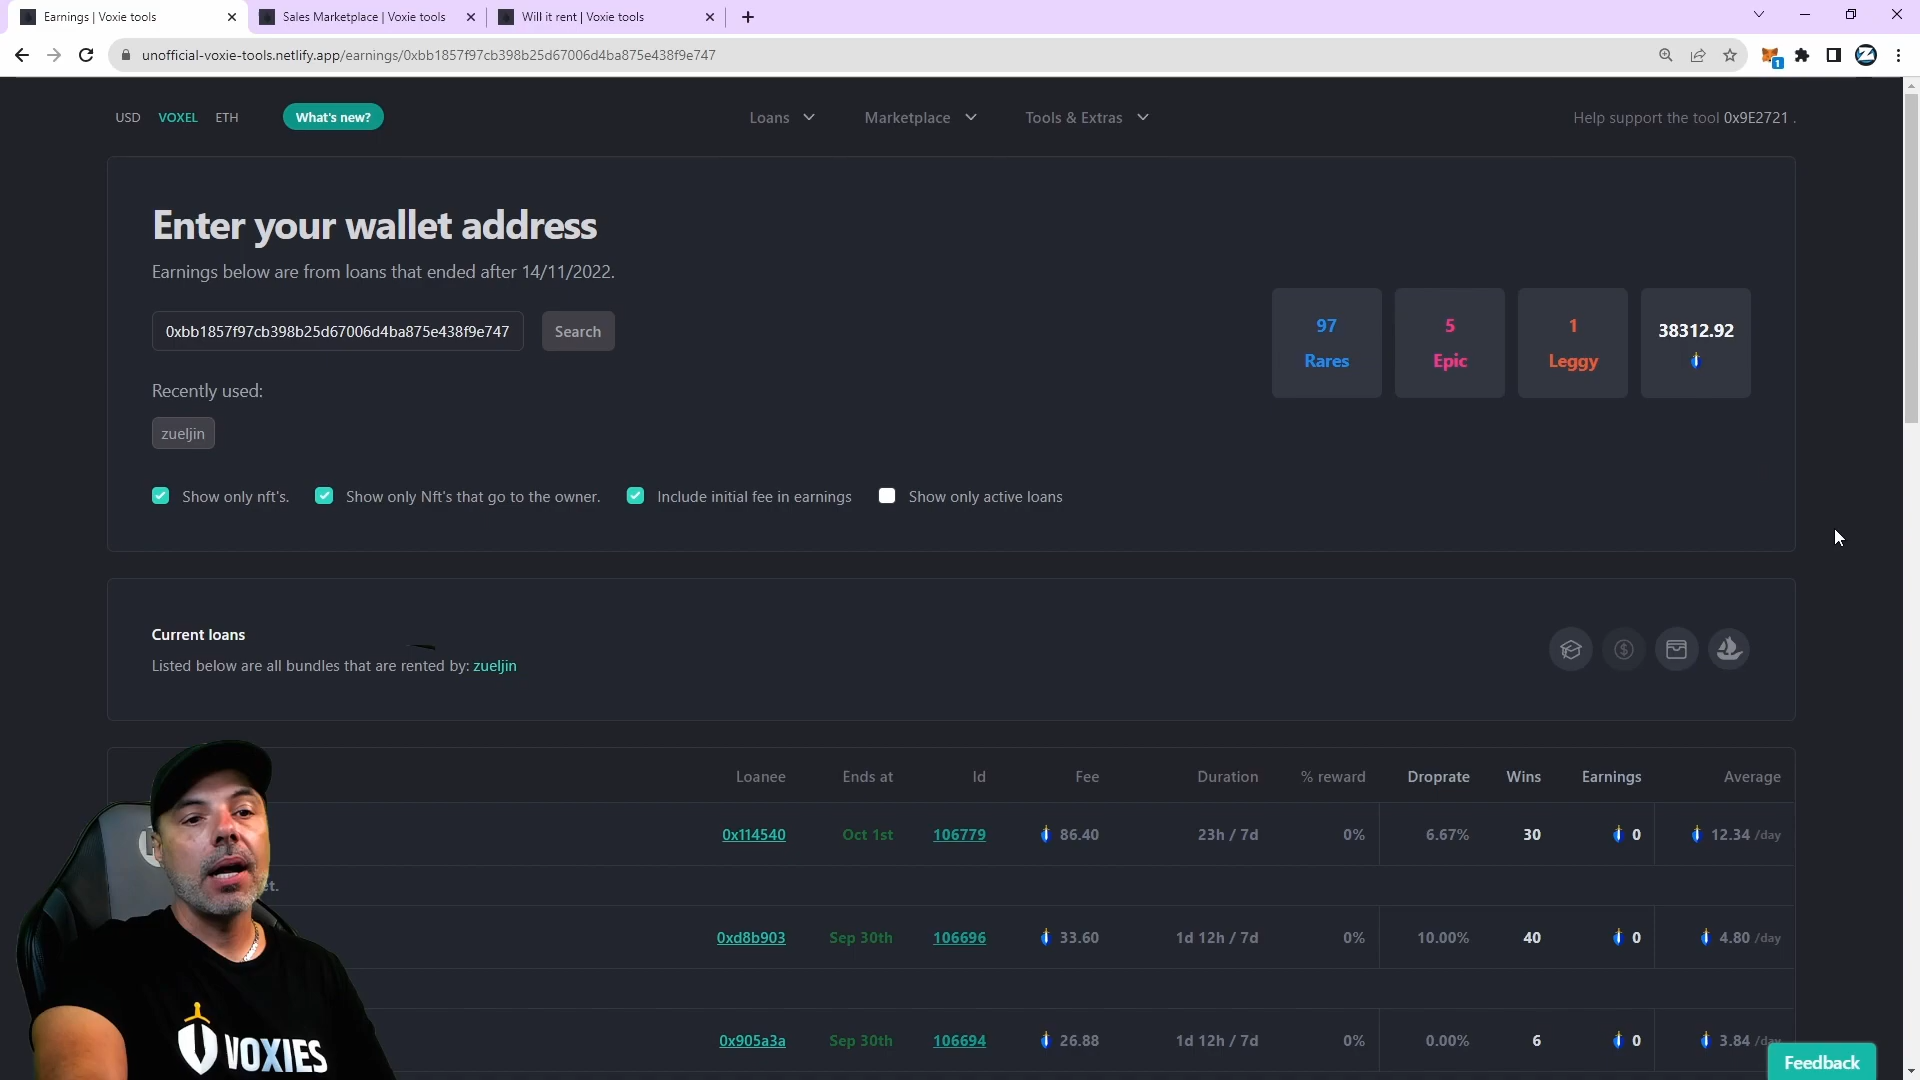 Earnings | Voxie tools
Sales Marketplace | Voxie tools
Will it rent | Voxie tools
unofficial-voxie-tools.netlify.app/earnings/0xbb1857f97cb398b25d67006d4ba875e438f9e747
1
USD VOXEL ETH What's new? Loans Marketplace Tools & Extras Help support the tool 0x9E2721 .
Enter your wallet address
Earnings below are from loans that ended after 14/11/2022.
0xbb1857f97cb398b25d67006d4ba875e438f9e747 Search
97 Rares
5 Epic
1 Leggy
38312.92
Recently used:
zueljin
Show only nft's. Show only Nft's that go to the owner. Include initial fee in earnings Show only active loans
Current loans
Listed below are all bundles that are rented by: zueljin
Loanee Ends at Id Fee Duration % reward Droprate Wins Earnings Average
0x114540 Oct 1st 106779 86.40 23h / 7d 0% 6.67% 30 0 12.34 /day
et.
0xd8b903 Sep 30th 106696 33.60 1d 12h / 7d 0% 10.00% 40 0 4.80 /day
0x905a3a Sep 30th 106694 26.88 1d 12h / 7d 0% 0.00% 6 0 3.84 /day
Feedback
VOXIES